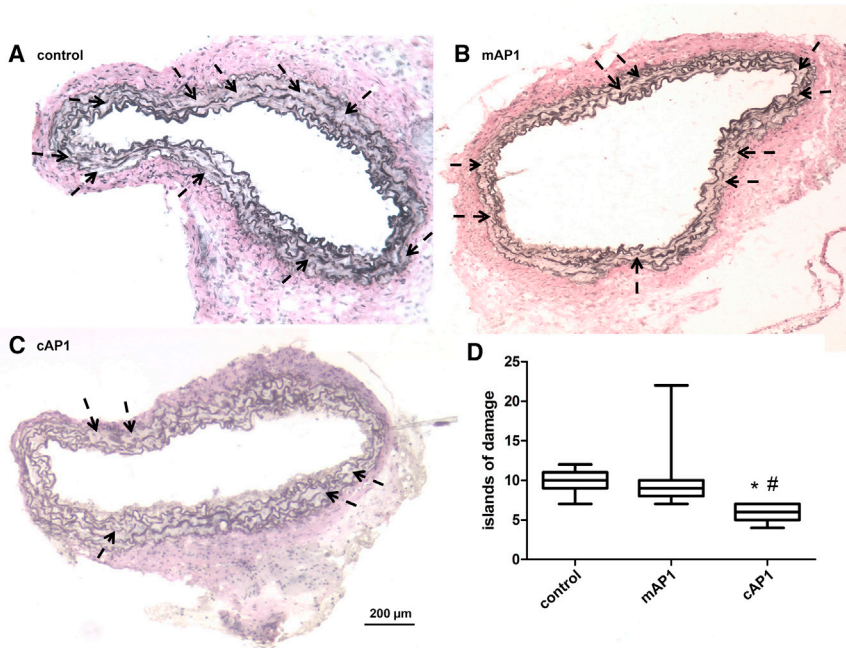 A control
B mAP1
C cAP1
200 µm
D
islands of damage
25
20
15
10
5
0
* #
control
mAP1
cAP1